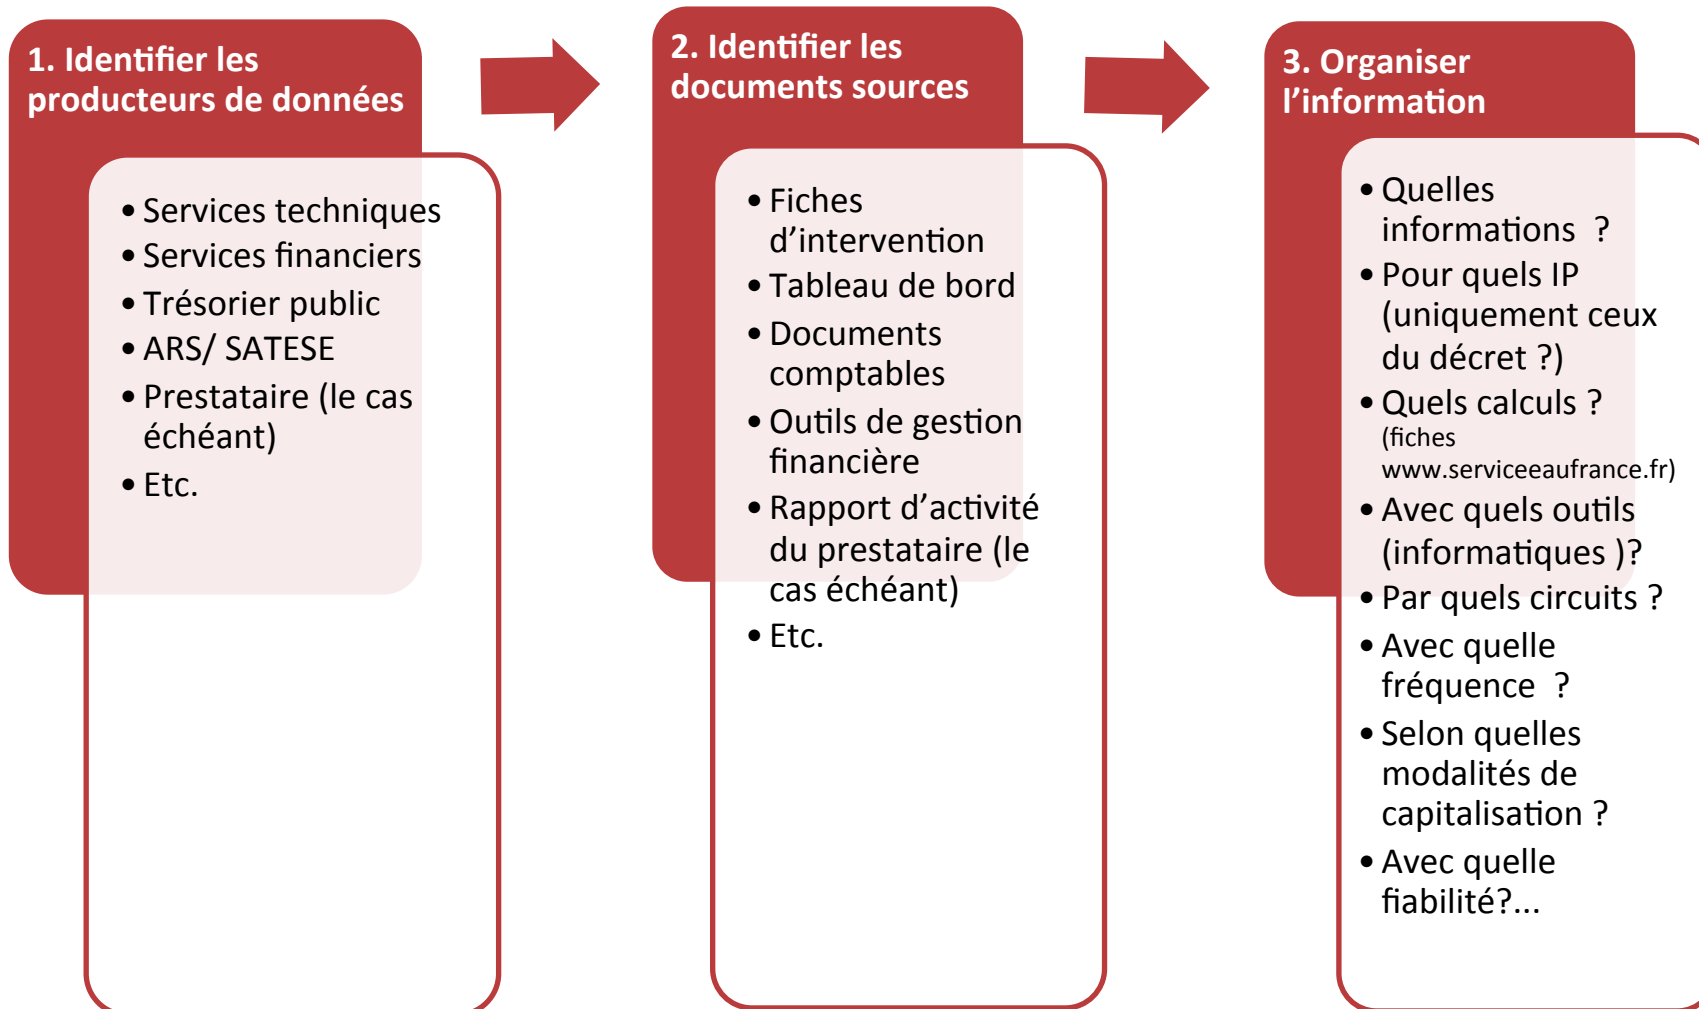 1. Identifier les
producteurs de données
• Services techniques
• Services financiers
• Trésorier public
• ARS/ SATESE
• Prestataire (le cas
échéant)
• Etc.
2. Identifier les
documents sources
• Fiches
d’intervention
• Tableau de bord
• Documents
comptables
• Outils de gestion
financière
• Rapport d’activité
du prestataire (le
cas échéant)
• Etc.
3. Organiser
l’information
• Quelles
informations ?
• Pour quels IP
(uniquement ceux
du décret ?)
• Quels calculs ?
(fiches
www.serviceeaufrance.fr)
• Avec quels outils
(informatiques )?
• Par quels circuits ?
• Avec quelle
fréquence ?
• Selon quelles
modalités de
capitalisation ?
• Avec quelle
fiabilité?...